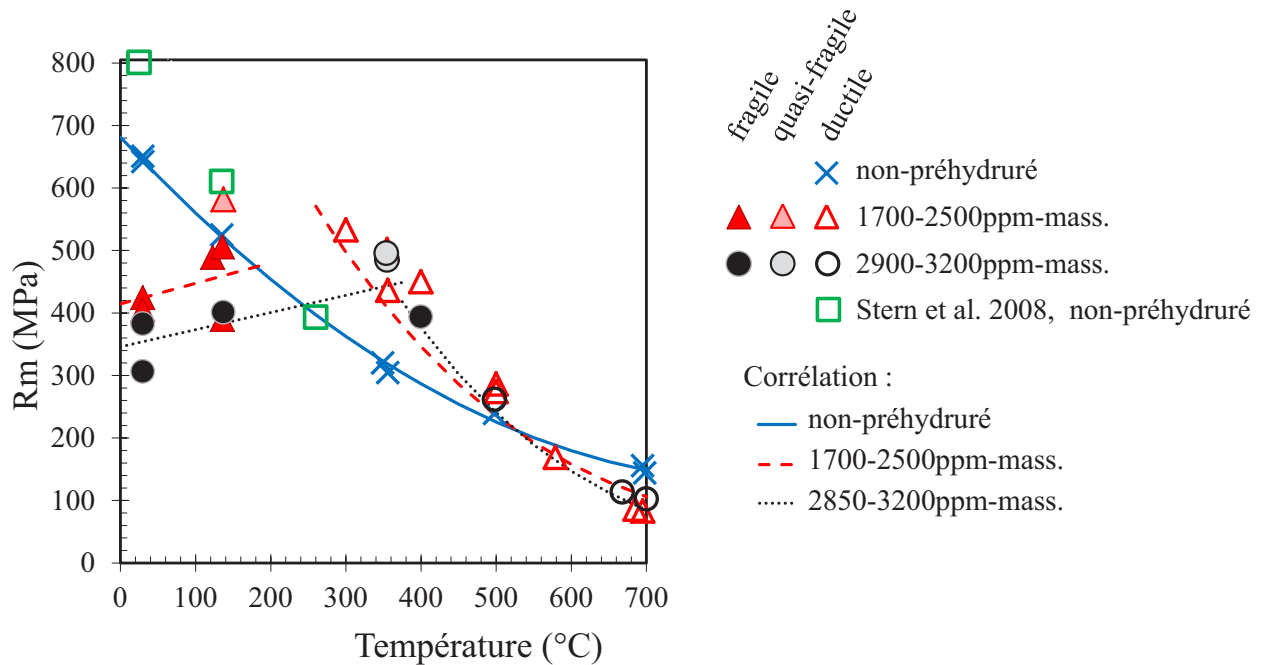 800
700
600
500
400
300
200
100
0
Rm (MPa)
0 100 200 300 400 500 600 700
Température (°C)
fragile
quasi-fragile
ductile
non-préhydruré
1700-2500ppm-mass.
2900-3200ppm-mass.
Stern et al. 2008, non-préhydruré
Corrélation :
non-préhydruré
1700-2500ppm-mass.
2850-3200ppm-mass.